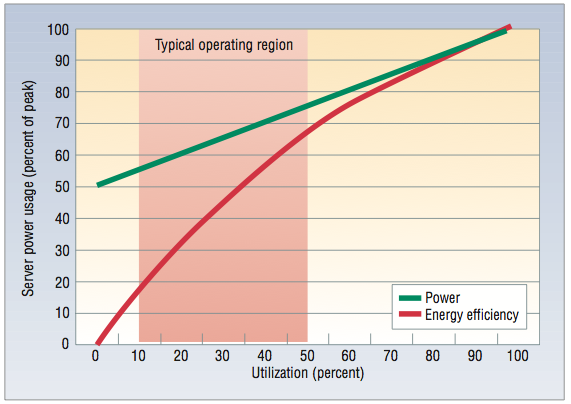 Typical operating region
Server power usage (percent of peak)
100
90
80
70
60
50
40
30
20
10
0
Power
Energy efficiency
0 10 20 30 40 50 60 70 80 90 100
Utilization (percent)